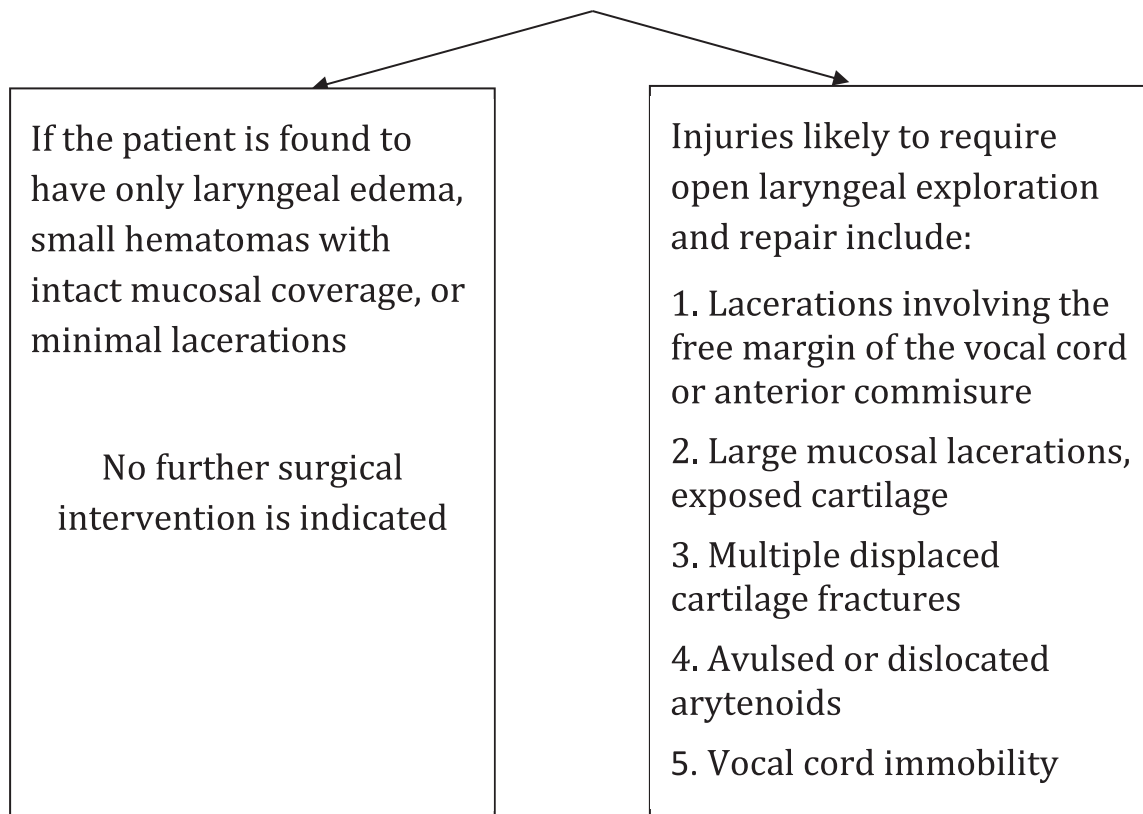 If the patient is found to
have only laryngeal edema,
small hematomas with
intact mucosal coverage, or
minimal lacerations
No further surgical
intervention is indicated
Injuries likely to require
open laryngeal exploration
and repair include:
1. Lacerations involving the
free margin of the vocal cord
or anterior commisure
2. Large mucosal lacerations,
exposed cartilage
3. Multiple displaced
cartilage fractures
4. Avulsed or dislocated
arytenoids
5. Vocal cord immobility